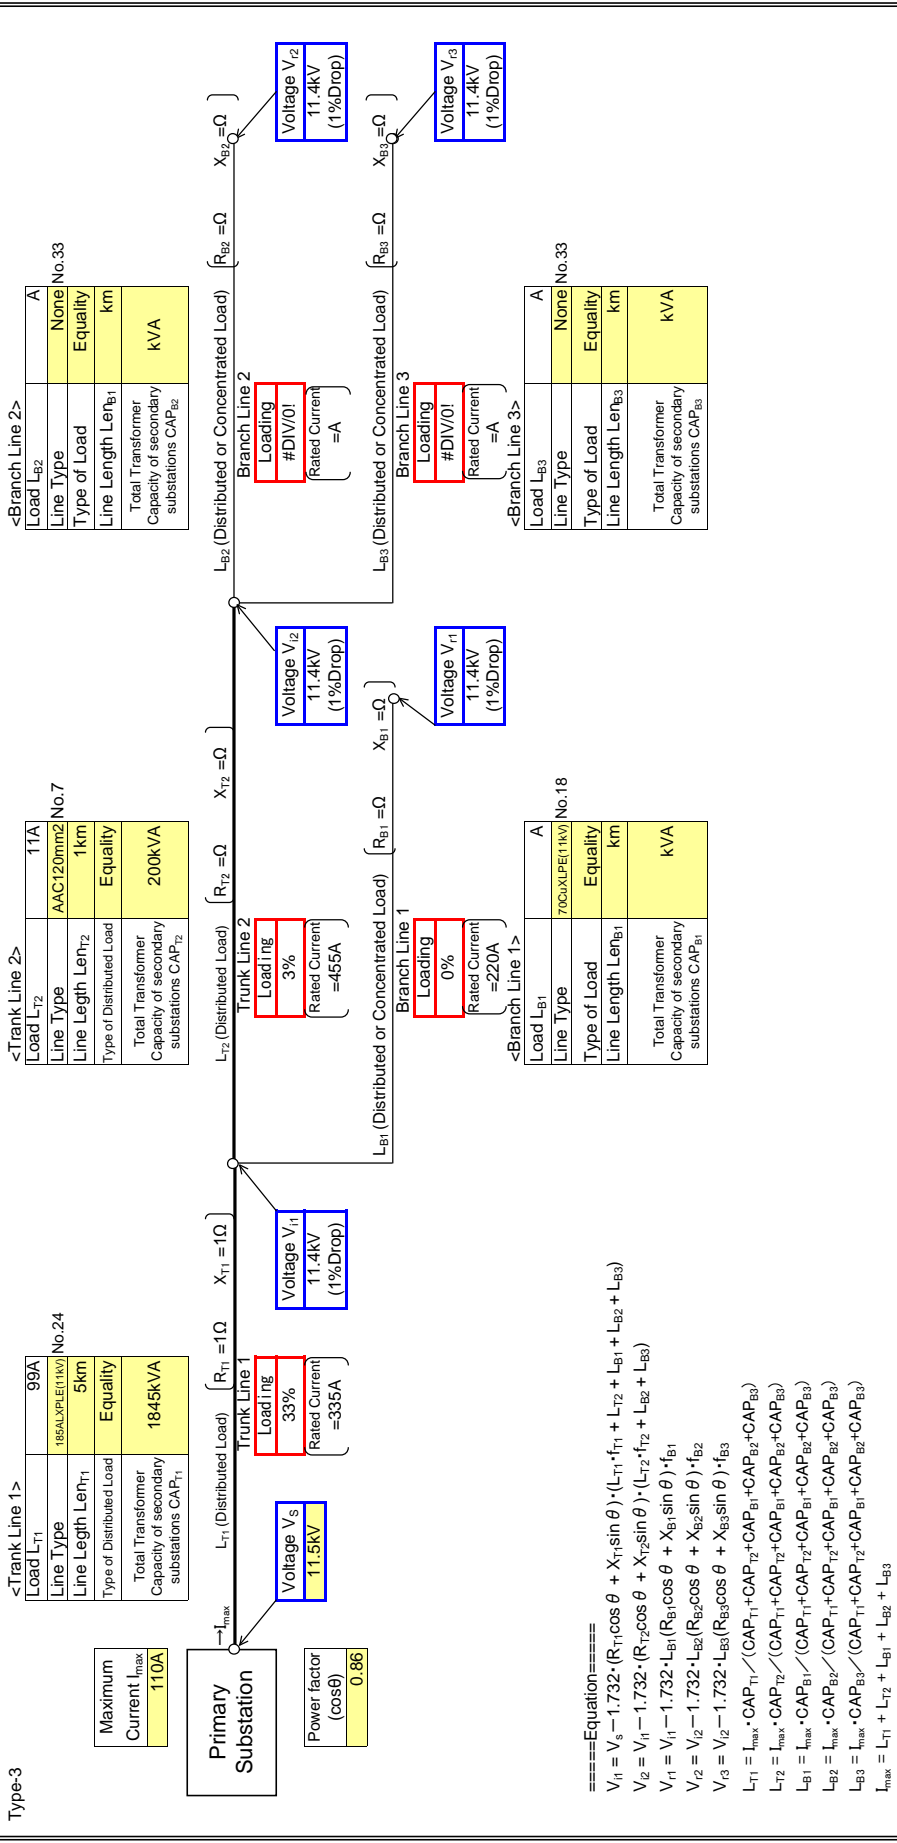 Type-3
Maximum
Current Imax
110A
Primary
Substation
Power factor
(cosθ)
0.86
→Imax
Voltage VS
11.5kV
<Trank Line 1>
Load LT1 99A
Line Type 185ALXPLE(11kV) No.24
Line Legth LenT1 5km
Type of Distributed Load Equality
Total Transformer
Capacity of secondary
substations CAPT1
1845kVA
LT1 (Distributed Load) (RT1 =1Ω XT1 =1Ω)
Trunk Line 1
Loading
33%
Rated Current
=335A
Voltage Vi1
11.4kV
(1%Drop)
<Trank Line 2>
Load LT2 11A
Line Type AAC120mm2 No.7
Line Legth LenT2 1km
Type of Distributed Load Equality
Total Transformer
Capacity of secondary
substations CAPT2
200kVA
LT2 (Distributed Load) (RT2 =Ω XT2 =Ω)
Trunk Line 2
Loading
3%
Rated Current
=455A
Voltage Vi2
11.4kV
(1%Drop)
LB1 (Distributed or Concentrated Load) (RB1 =Ω XB1 =Ω)
Branch Line 1
Loading
0%
Rated Current
=220A
Voltage Vr1
11.4kV
(1%Drop)
<Branch Line 1>
Load LB1 A
Line Type 70CuXLPE(11kV) No.18
Type of Load Equality
Line Length LenB1 km
Total Transformer
Capacity of secondary
substations CAPB1
kVA
<Branch Line 2>
Load LB2 A
Line Type None No.33
Type of Load Equality
Line Length LenB1 km
Total Transformer
Capacity of secondary
substations CAPB2
kVA
LB2 (Distributed or Concentrated Load) (RB2 =Ω XB2 =Ω)
Branch Line 2
Loading
#DIV/0!
Rated Current
=A
Voltage Vr2
11.4kV
(1%Drop)
LB3 (Distributed or Concentrated Load) (RB3 =Ω XB3 =Ω)
Branch Line 3
Loading
#DIV/0!
Rated Current
=A
Voltage Vr3
11.4kV
(1%Drop)
<Branch Line 3>
Load LB3 A
Line Type None No.33
Type of Load Equality
Line Length LenB3 km
Total Transformer
Capacity of secondary
substations CAPB3
kVA
=====Equation=====
Vi1 = Vs－1.732・(RT1cos θ + XT1sin θ)・(LT1・fT1 + LT2 + LB1 + LB2 + LB3)
Vi2 = Vi1－1.732・(RT2cos θ + XT2sin θ)・(LT2・fT2 + LB2 + LB3)
Vr1 = Vi1－1.732・LB1(RB1cos θ + XB1sin θ)・fB1
Vr2 = Vi2－1.732・LB2(RB2cos θ + XB2sin θ)・fB2
Vr3 = Vi2－1.732・LB3(RB3cos θ + XB3sin θ)・fB3
LT1 = Imax・CAPT1／(CAPT1+CAPT2+CAPB1+CAPB2+CAPB3)
LT2 = Imax・CAPT2／(CAPT1+CAPT2+CAPB1+CAPB2+CAPB3)
LB1 = Imax・CAPB1／(CAPT1+CAPT2+CAPB1+CAPB2+CAPB3)
LB2 = Imax・CAPB2／(CAPT1+CAPT2+CAPB1+CAPB2+CAPB3)
LB3 = Imax・CAPB3／(CAPT1+CAPT2+CAPB1+CAPB2+CAPB3)
Imax = LT1 + LT2 + LB1 + LB2 + LB3